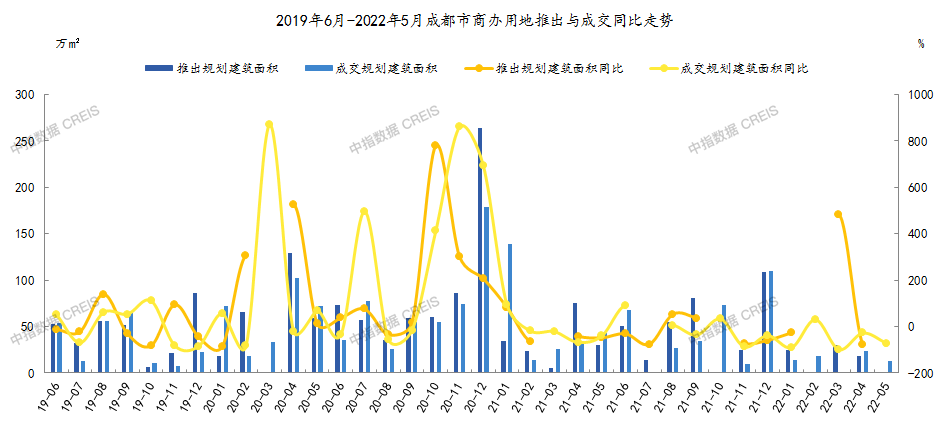 2019年6月-2022年5月成都市商办用地推出与成交同比走势
万㎡
%
推出规划建筑面积 成交规划建筑面积 推出规划建筑面积同比 成交规划建筑面积同比
300 1000
250 800
200 600
150 400
100 200
50 0
0 -200
19-06 19-07 19-08 19-09 19-10 19-11 19-12 20-01 20-02 20-03 20-04 20-05 20-06 20-07 20-08 20-09 20-10 20-11 20-12 21-01 21-02 21-03 21-04 21-05 21-06 21-07 21-08 21-09 21-10 21-11 21-12 22-01 22-02 22-03 22-04 22-05
中指数据 CREIS
中指数据 CREIS
中指数据 CREIS
中指数据 CREIS
中指数据 CREIS
中指数据 CREIS